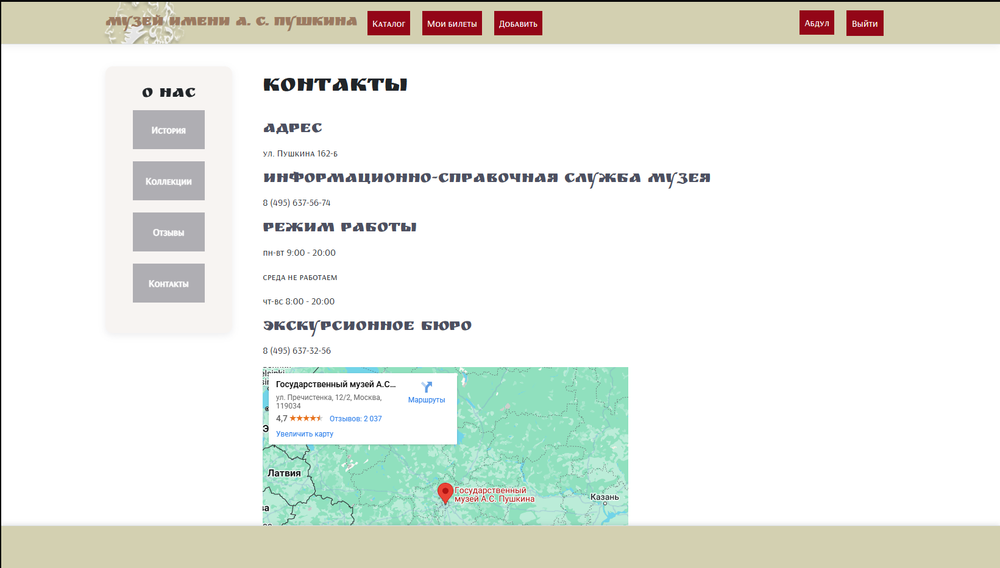 Музей имени А. С. Пушкина
Каталог
Мои билеты
Добавить
Абдул
Выйти
О нас
История
Коллекции
Отзывы
Контакты
Контакты
Адрес
ул. Пушкина 162-б
Информационно-справочная служба музея
8 (495) 637-56-74
Режим работы
пн-вт 9:00 - 20:00
среда не работаем
чт-вс 8:00 - 20:00
Экскурсионное бюро
8 (495) 637-32-56
Государственный музей А.С...
Маршруты
ул. Пречистенка, 12/2, Москва,
119034
4,7 ★★★★★ Отзывов: 2 037
Увеличить карту
Латвия
Государственный
музей А.С. Пушкина
Казань